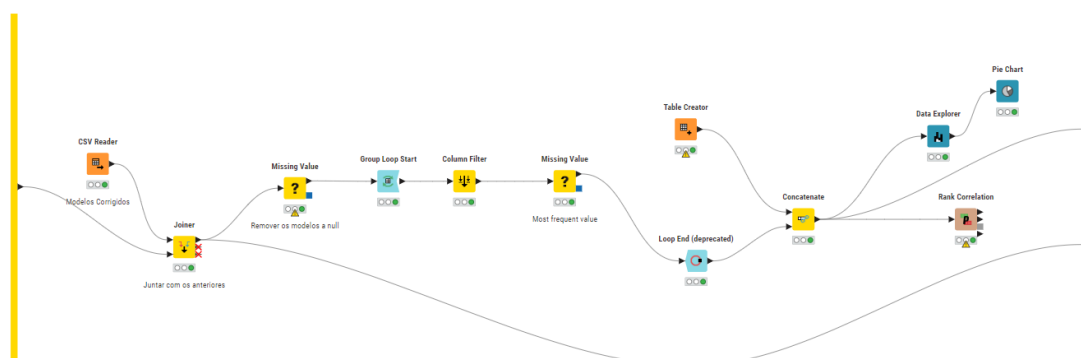 Pie Chart
Table Creator
Data Explorer
CSV Reader
Missing Value
Group Loop Start
Column Filter
Missing Value
Modelos Corrigidos
Concatenate
Rank Correlation
Joiner
Remover os modelos a null
Most frequent value
Loop End (deprecated)
Juntar com os anteriores